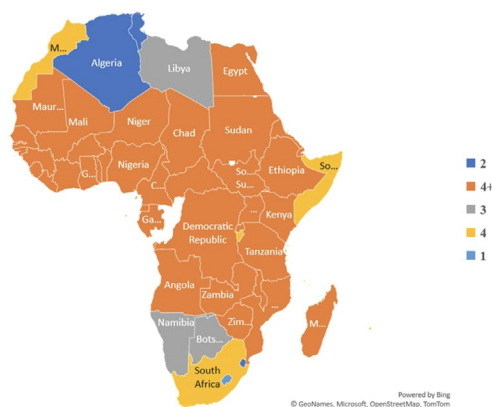 M...
Algeria
Libya
Egypt
Maur...
Mali
Niger
Chad
Sudan
So...
G...
Nigeria
C...
So...
Su...
Ethiopia
Ga...
Democratic
Republic
...
Kenya
Tanzania
Angola
Zambia
...
Namibia
Bots...
Zim...
M...
South
Africa
2
4+
3
4
1
Powered by Bing
© GeoNames, Microsoft, OpenStreetMap, TomTom